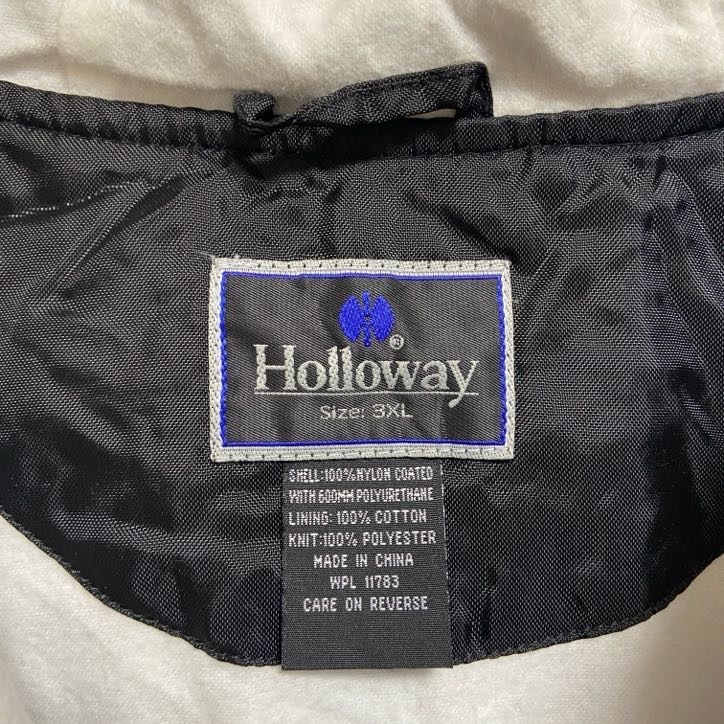 ®
Holloway
Size: 3XL
SHELL:100% NYLON COATED
WITH 600MM POLYURETHANE
LINING: 100% COTTON
KNIT:100% POLYESTER
MADE IN CHINA
WPL 11783
CARE ON REVERSE